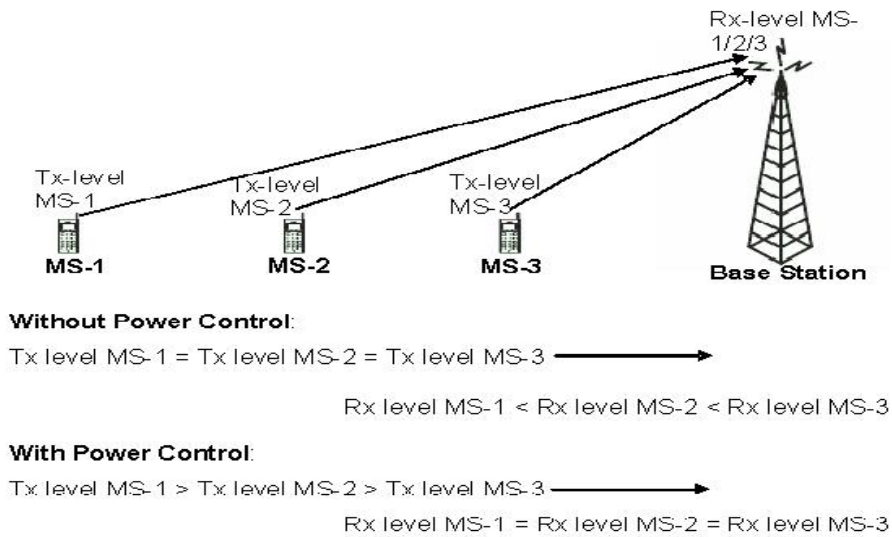 Rx-level MS-
1/2/3
Tx-level
MS-1
Tx-level
MS-2
Tx-level
MS-3
MS-1
MS-2
MS-3
Base Station
Without Power Control:
Tx level MS-1 = Tx level MS-2 = Tx level MS-3
Rx level MS-1 < Rx level MS-2 < Rx level MS-3
With Power Control:
Tx level MS-1 > Tx level MS-2 > Tx level MS-3
Rx level MS-1 = Rx level MS-2 = Rx level MS-3